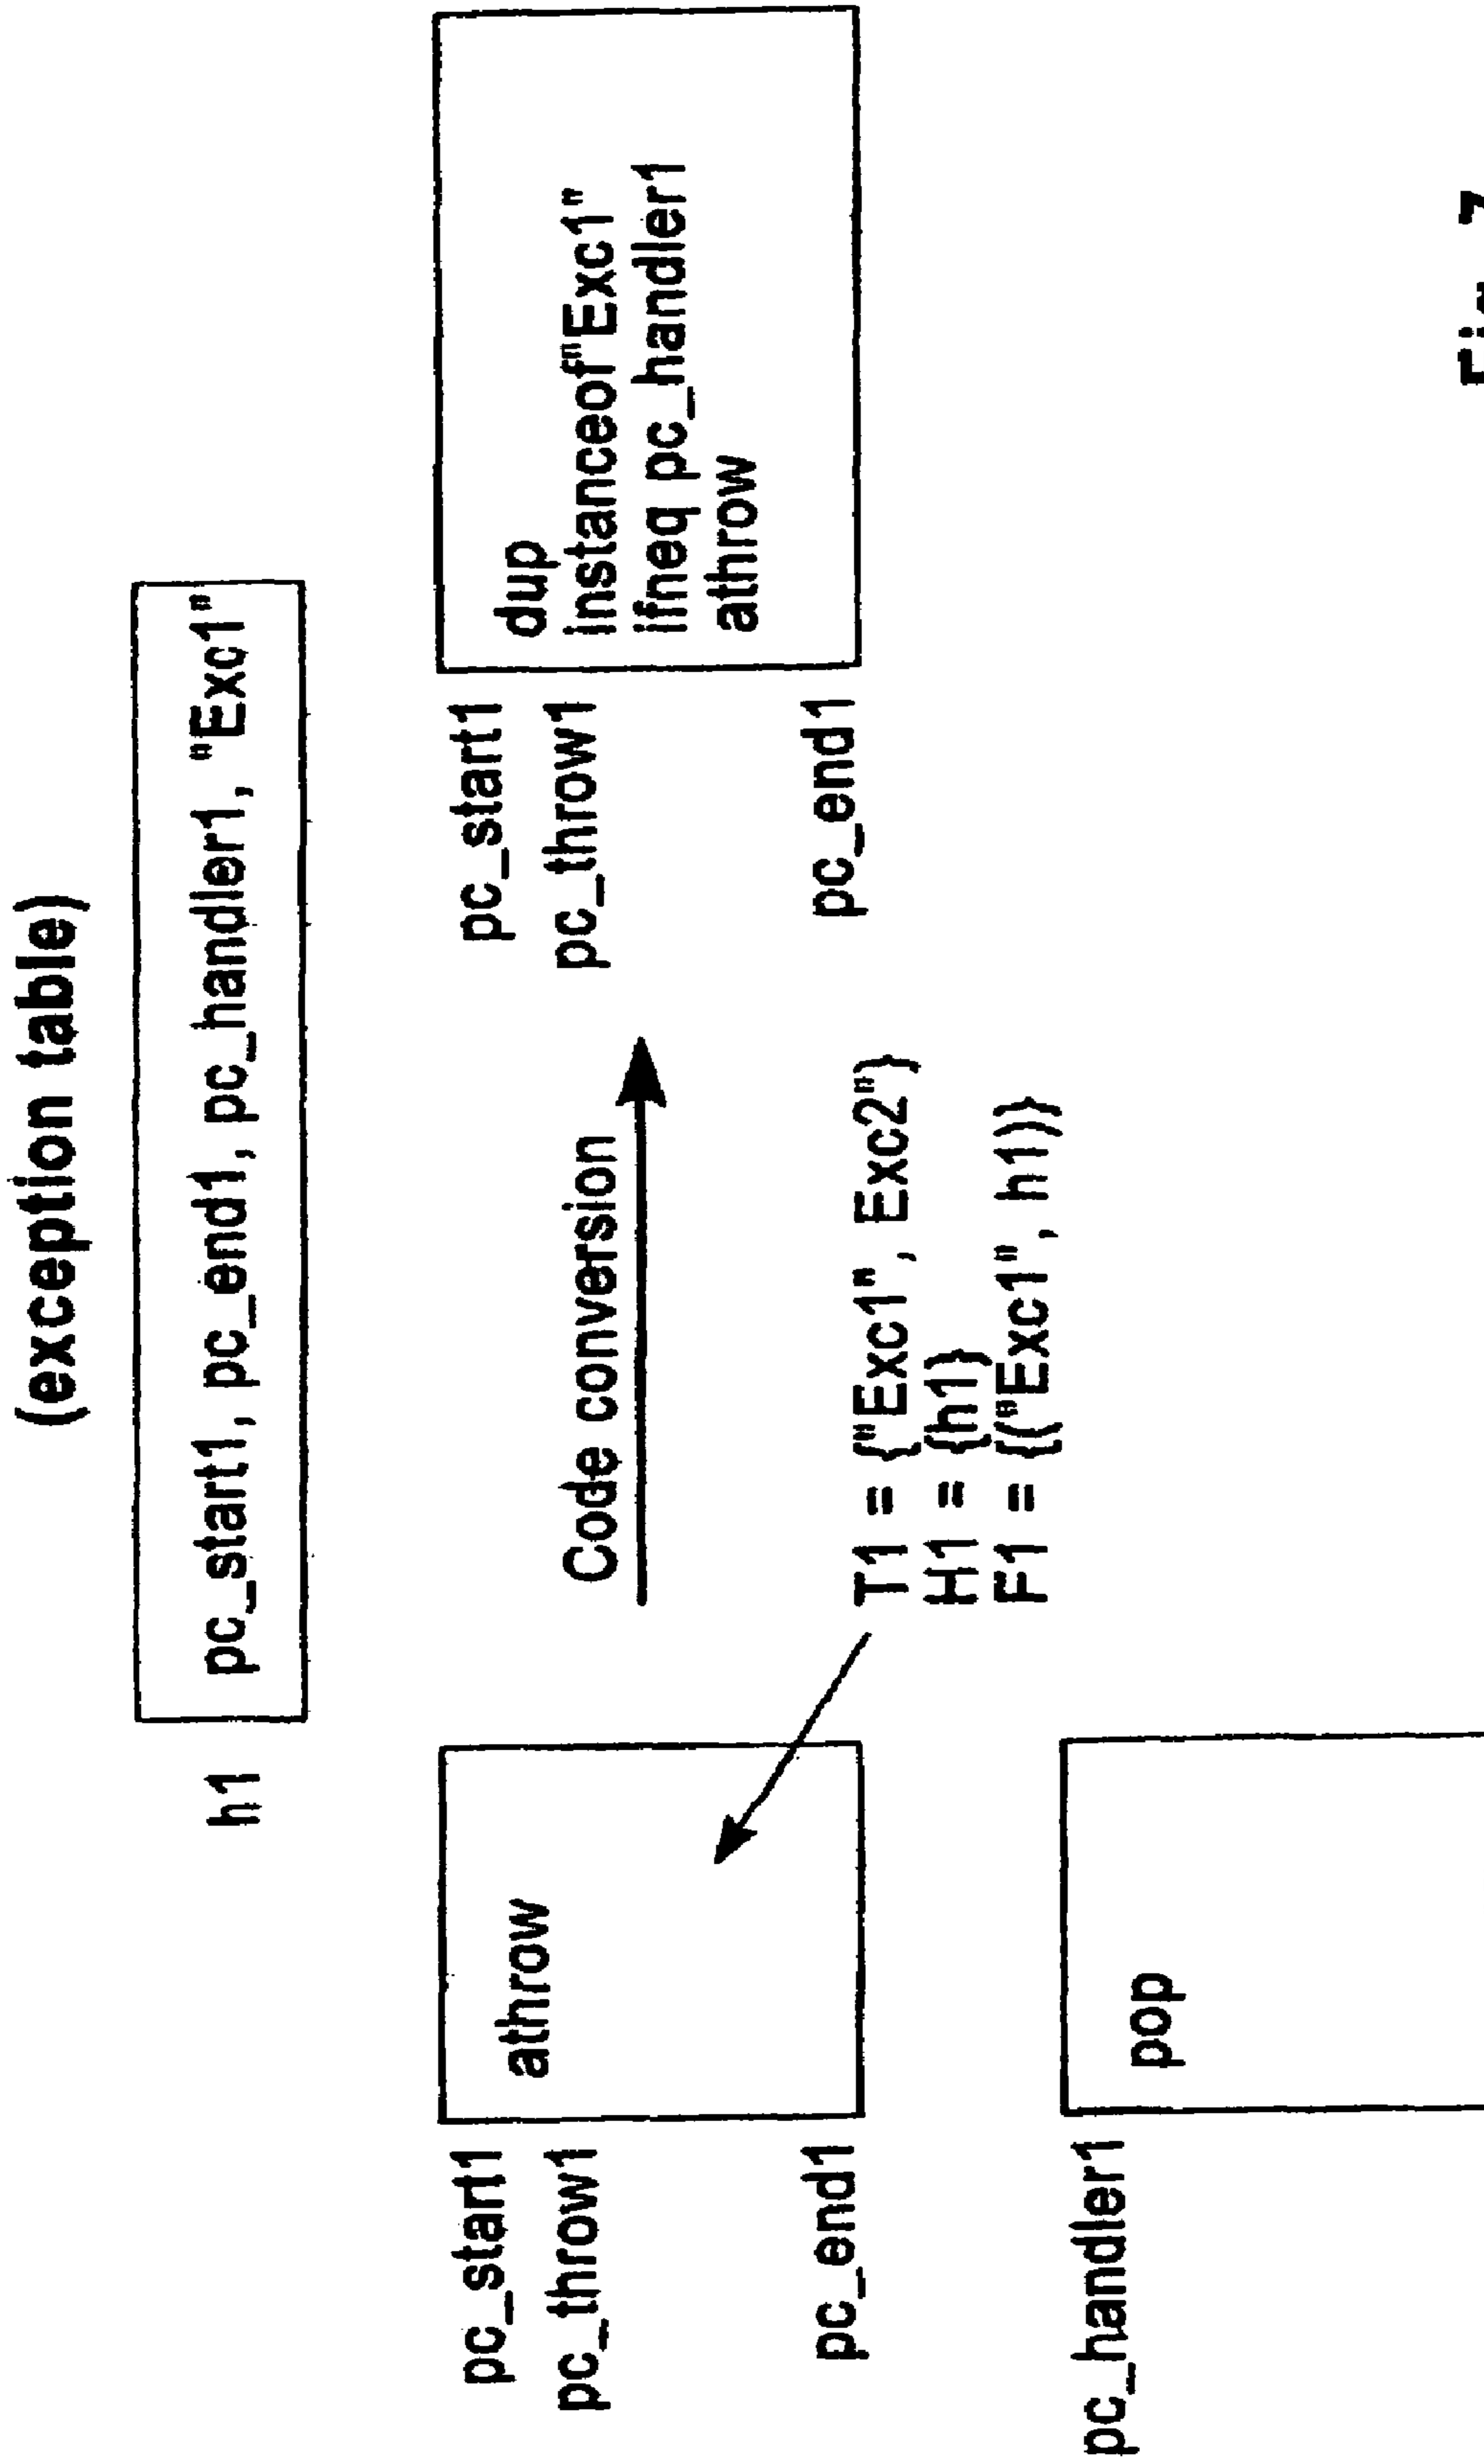 (exception table)
h1 pc_start1, pc_end1, pc_handler1, "Exc1"
pc_start1
pc_throw1
pc_end1
athrow
Code conversion
T1 = {"Exc1", Exc2"}
H1 = {h1}
F1 = {("Exc1", h1)}
pc_start1
pc_throw1
pc_end1
dup
instanceof"Exc1"
ifneq pc_handler1
athrow
pc_handler1
pop